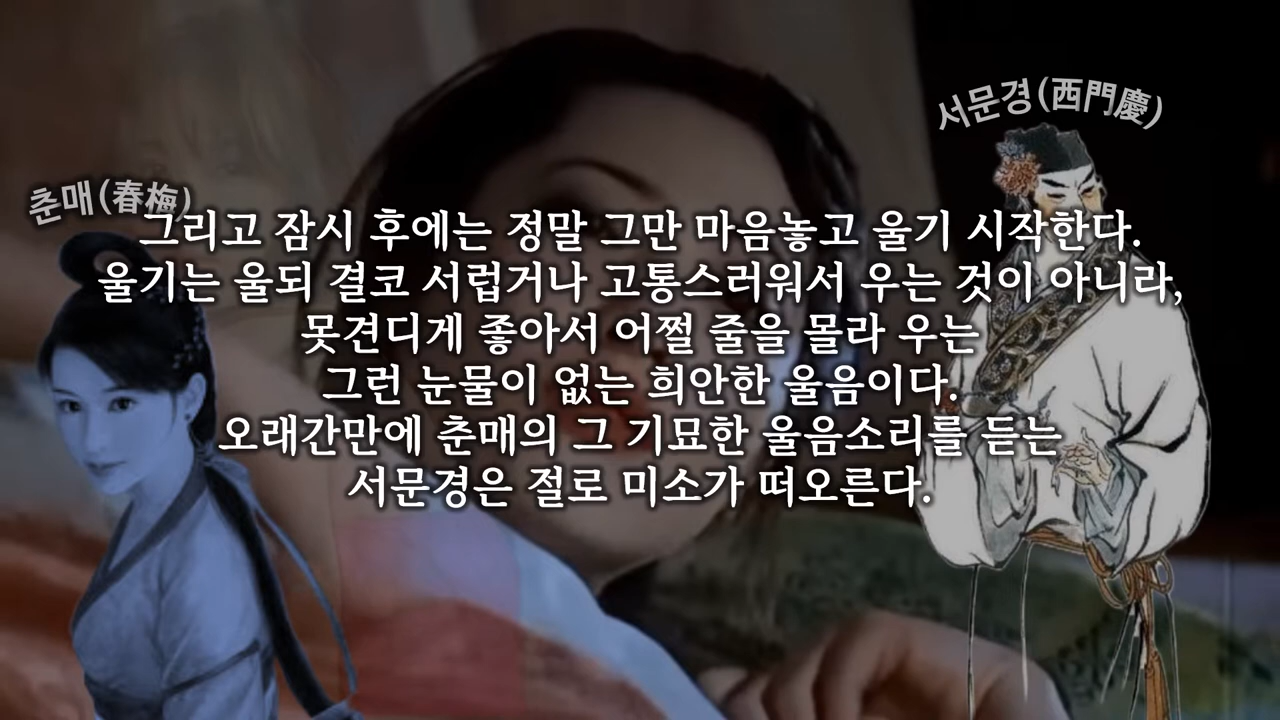 서문경(西門慶)
춘매(春梅)
그리고 잠시 후에는 정말 그만 마음놓고 울기 시작한다.
울기는 울되 결코 서럽거나 고통스러워서 우는 것이 아니라,
못견디게 좋아서 어쩔 줄을 몰라 우는
그런 눈물이 없는 희안한 울음이다.
오래간만에 춘매의 그 기묘한 울음소리를 듣는
서문경은 절로 미소가 떠오른다.